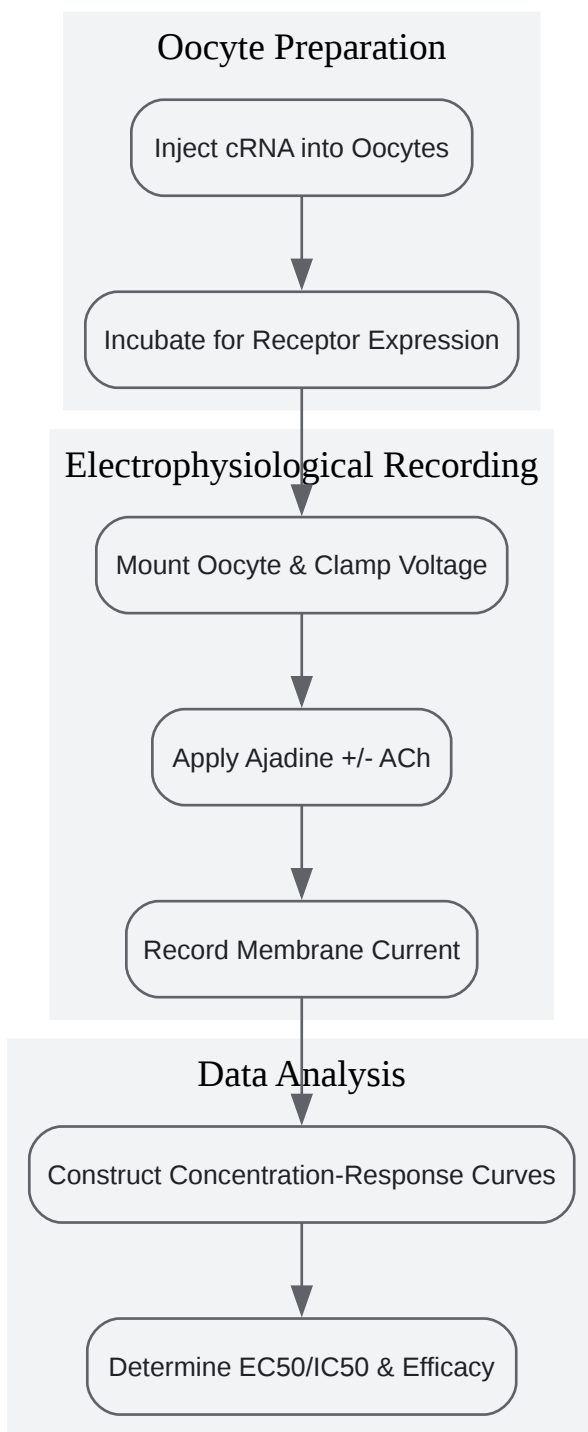 Oocyte Preparation
Inject cRNA into Oocytes
Incubate for Receptor Expression
Electrophysiological Recording
Mount Oocyte & Clamp Voltage
Apply Ajadine +/- ACh
Record Membrane Current
Data Analysis
Construct Concentration-Response Curves
Determine EC50/IC50 & Efficacy